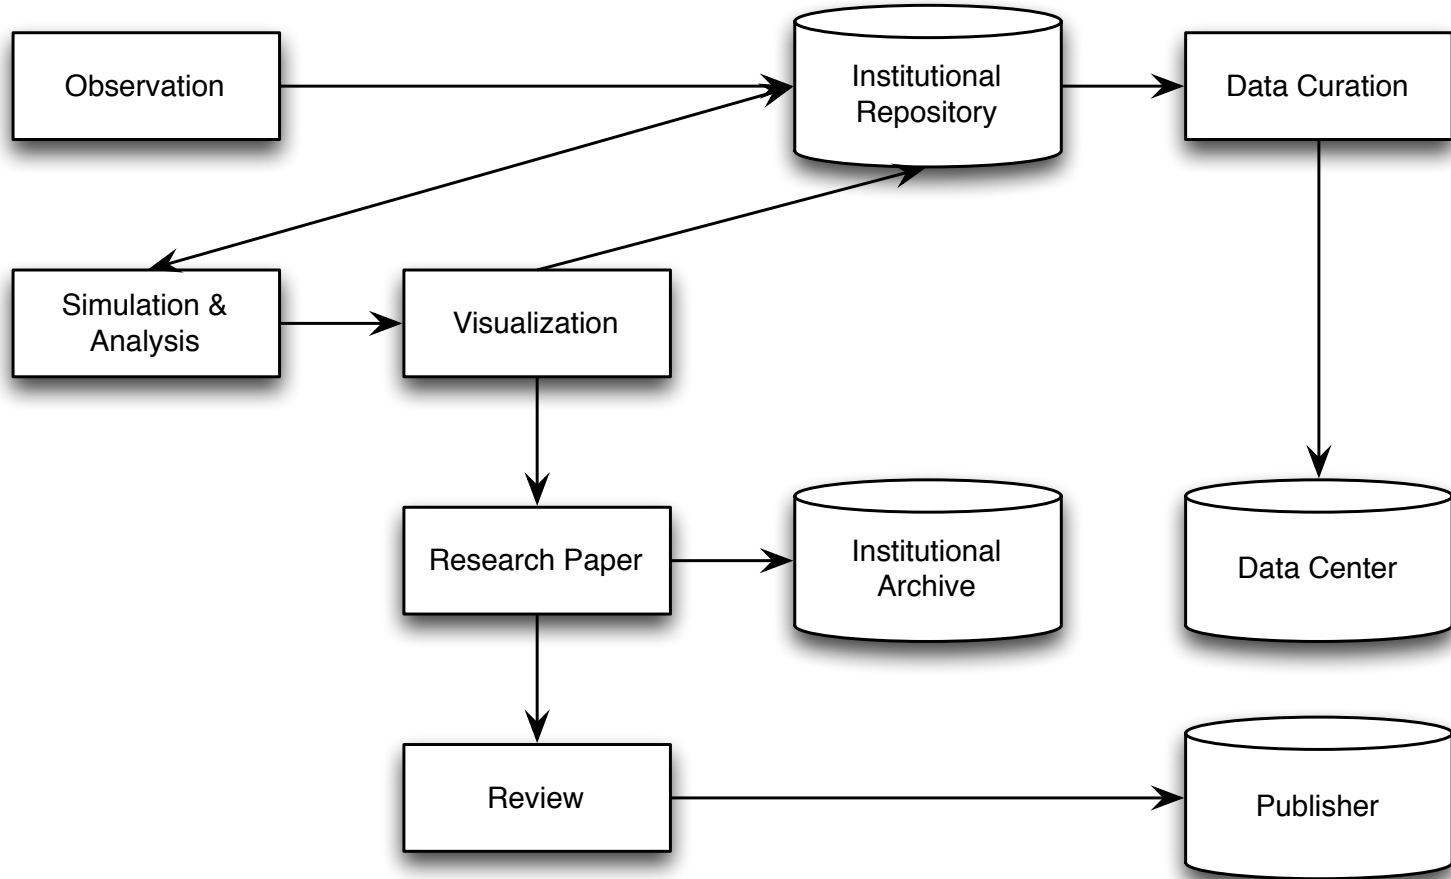 Observation
Institutional
Repository
Data Curation
Simulation &
Analysis
Visualization
Research Paper
Institutional
Archive
Data Center
Review
Publisher